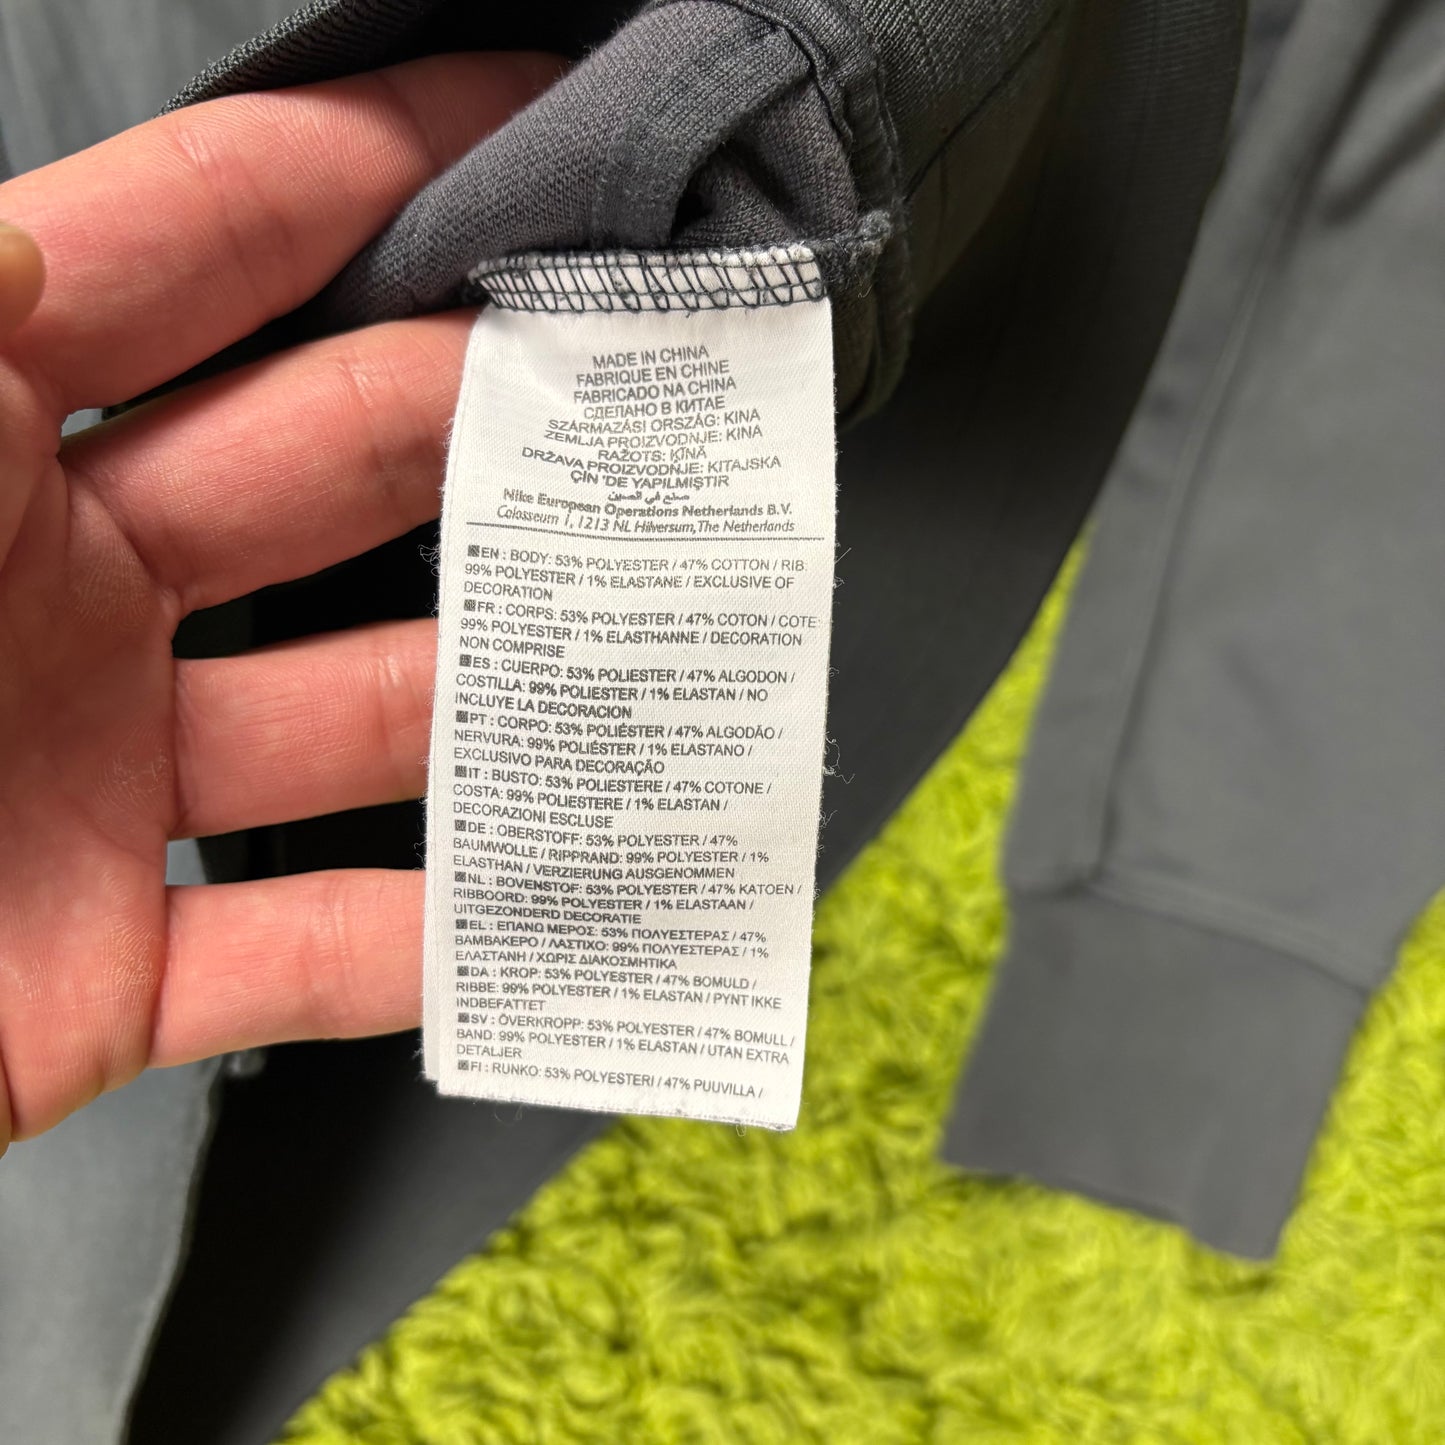 MADE IN CHINA
FABRIQUE EN CHINE
FABRICADO NA CHINA
СДЕЛАНО В КИТАЕ
SZÁRMAZÁSI ORSZÁG: KINA
ZEMLJA PROIZVODNJE: KINA
RAŽOTS: ĶĪNĀ
DRŽAVA PROIZVODNJE: KITAJSKA
ÇIN 'DE YAPILMIŞTIR
صنع في الصين
Nike European Operations Netherlands B.V.
Colosseum 1, 1213 NL Hilversum, The Netherlands
EN : BODY: 53% POLYESTER / 47% COTTON / RIB:
99% POLYESTER / 1% ELASTANE / EXCLUSIVE OF
DECORATION
FR : CORPS: 53% POLYESTER / 47% COTON / COTE:
99% POLYESTER / 1% ELASTHANNE / DECORATION
NON COMPRISE
ES : CUERPO: 53% POLIESTER / 47% ALGODON /
COSTILLA: 99% POLIESTER / 1% ELASTAN / NO
INCLUYE LA DECORACION
PT : CORPO: 53% POLIÉSTER / 47% ALGODÃO /
NERVURA: 99% POLIÉSTER / 1% ELASTANO /
EXCLUSIVO PARA DECORAÇÃO
IT : BUSTO: 53% POLIESTERE / 47% COTONE /
COSTA: 99% POLIESTERE / 1% ELASTAN /
DECORAZIONI ESCLUSE
DE : OBERSTOFF: 53% POLYESTER / 47%
BAUMWOLLE / RIPPRAND: 99% POLYESTER / 1%
ELASTHAN / VERZIERUNG AUSGENOMMEN
NL : BOVENSTOF: 53% POLYESTER / 47% KATOEN /
RIBBOORD: 99% POLYESTER / 1% ELASTAAN /
UITGEZONDERD DECORATIE
EL : ΕΠΑΝΩ ΜΕΡΟΣ: 53% ΠΟΛΥΕΣΤΕΡΑΣ / 47%
ΒΑΜΒΑΚΕΡΟ / ΛΑΣΤΙΧΟ: 99% ΠΟΛΥΕΣΤΕΡΑΣ / 1%
ΕΛΑΣΤΑΝΗ / ΧΩΡΙΣ ΔΙΑΚΟΣΜΗΤΙΚΑ
DA : KROP: 53% POLYESTER / 47% BOMULD /
RIBBE: 99% POLYESTER / 1% ELASTAN / PYNT IKKE
INDBEFATTET
SV : ÖVERKROPP: 53% POLYESTER / 47% BOMULL /
BAND: 99% POLYESTER / 1% ELASTAN / UTAN EXTRA
DETALJER
FI : RUNKO: 53% POLYESTERI / 47% PUUVILLA /